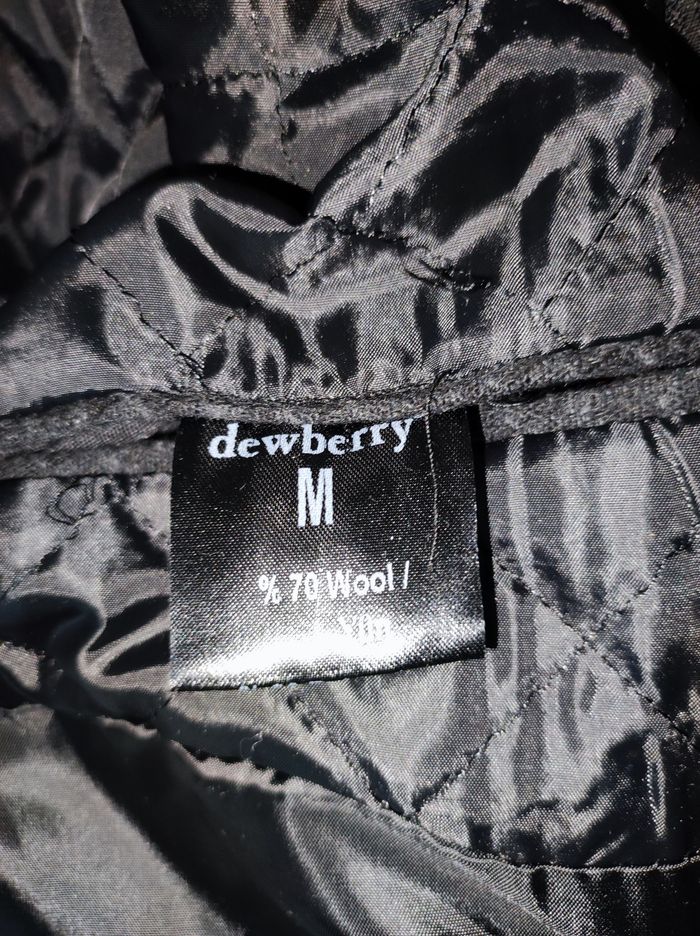 dewberry
M
% 70 Wool /